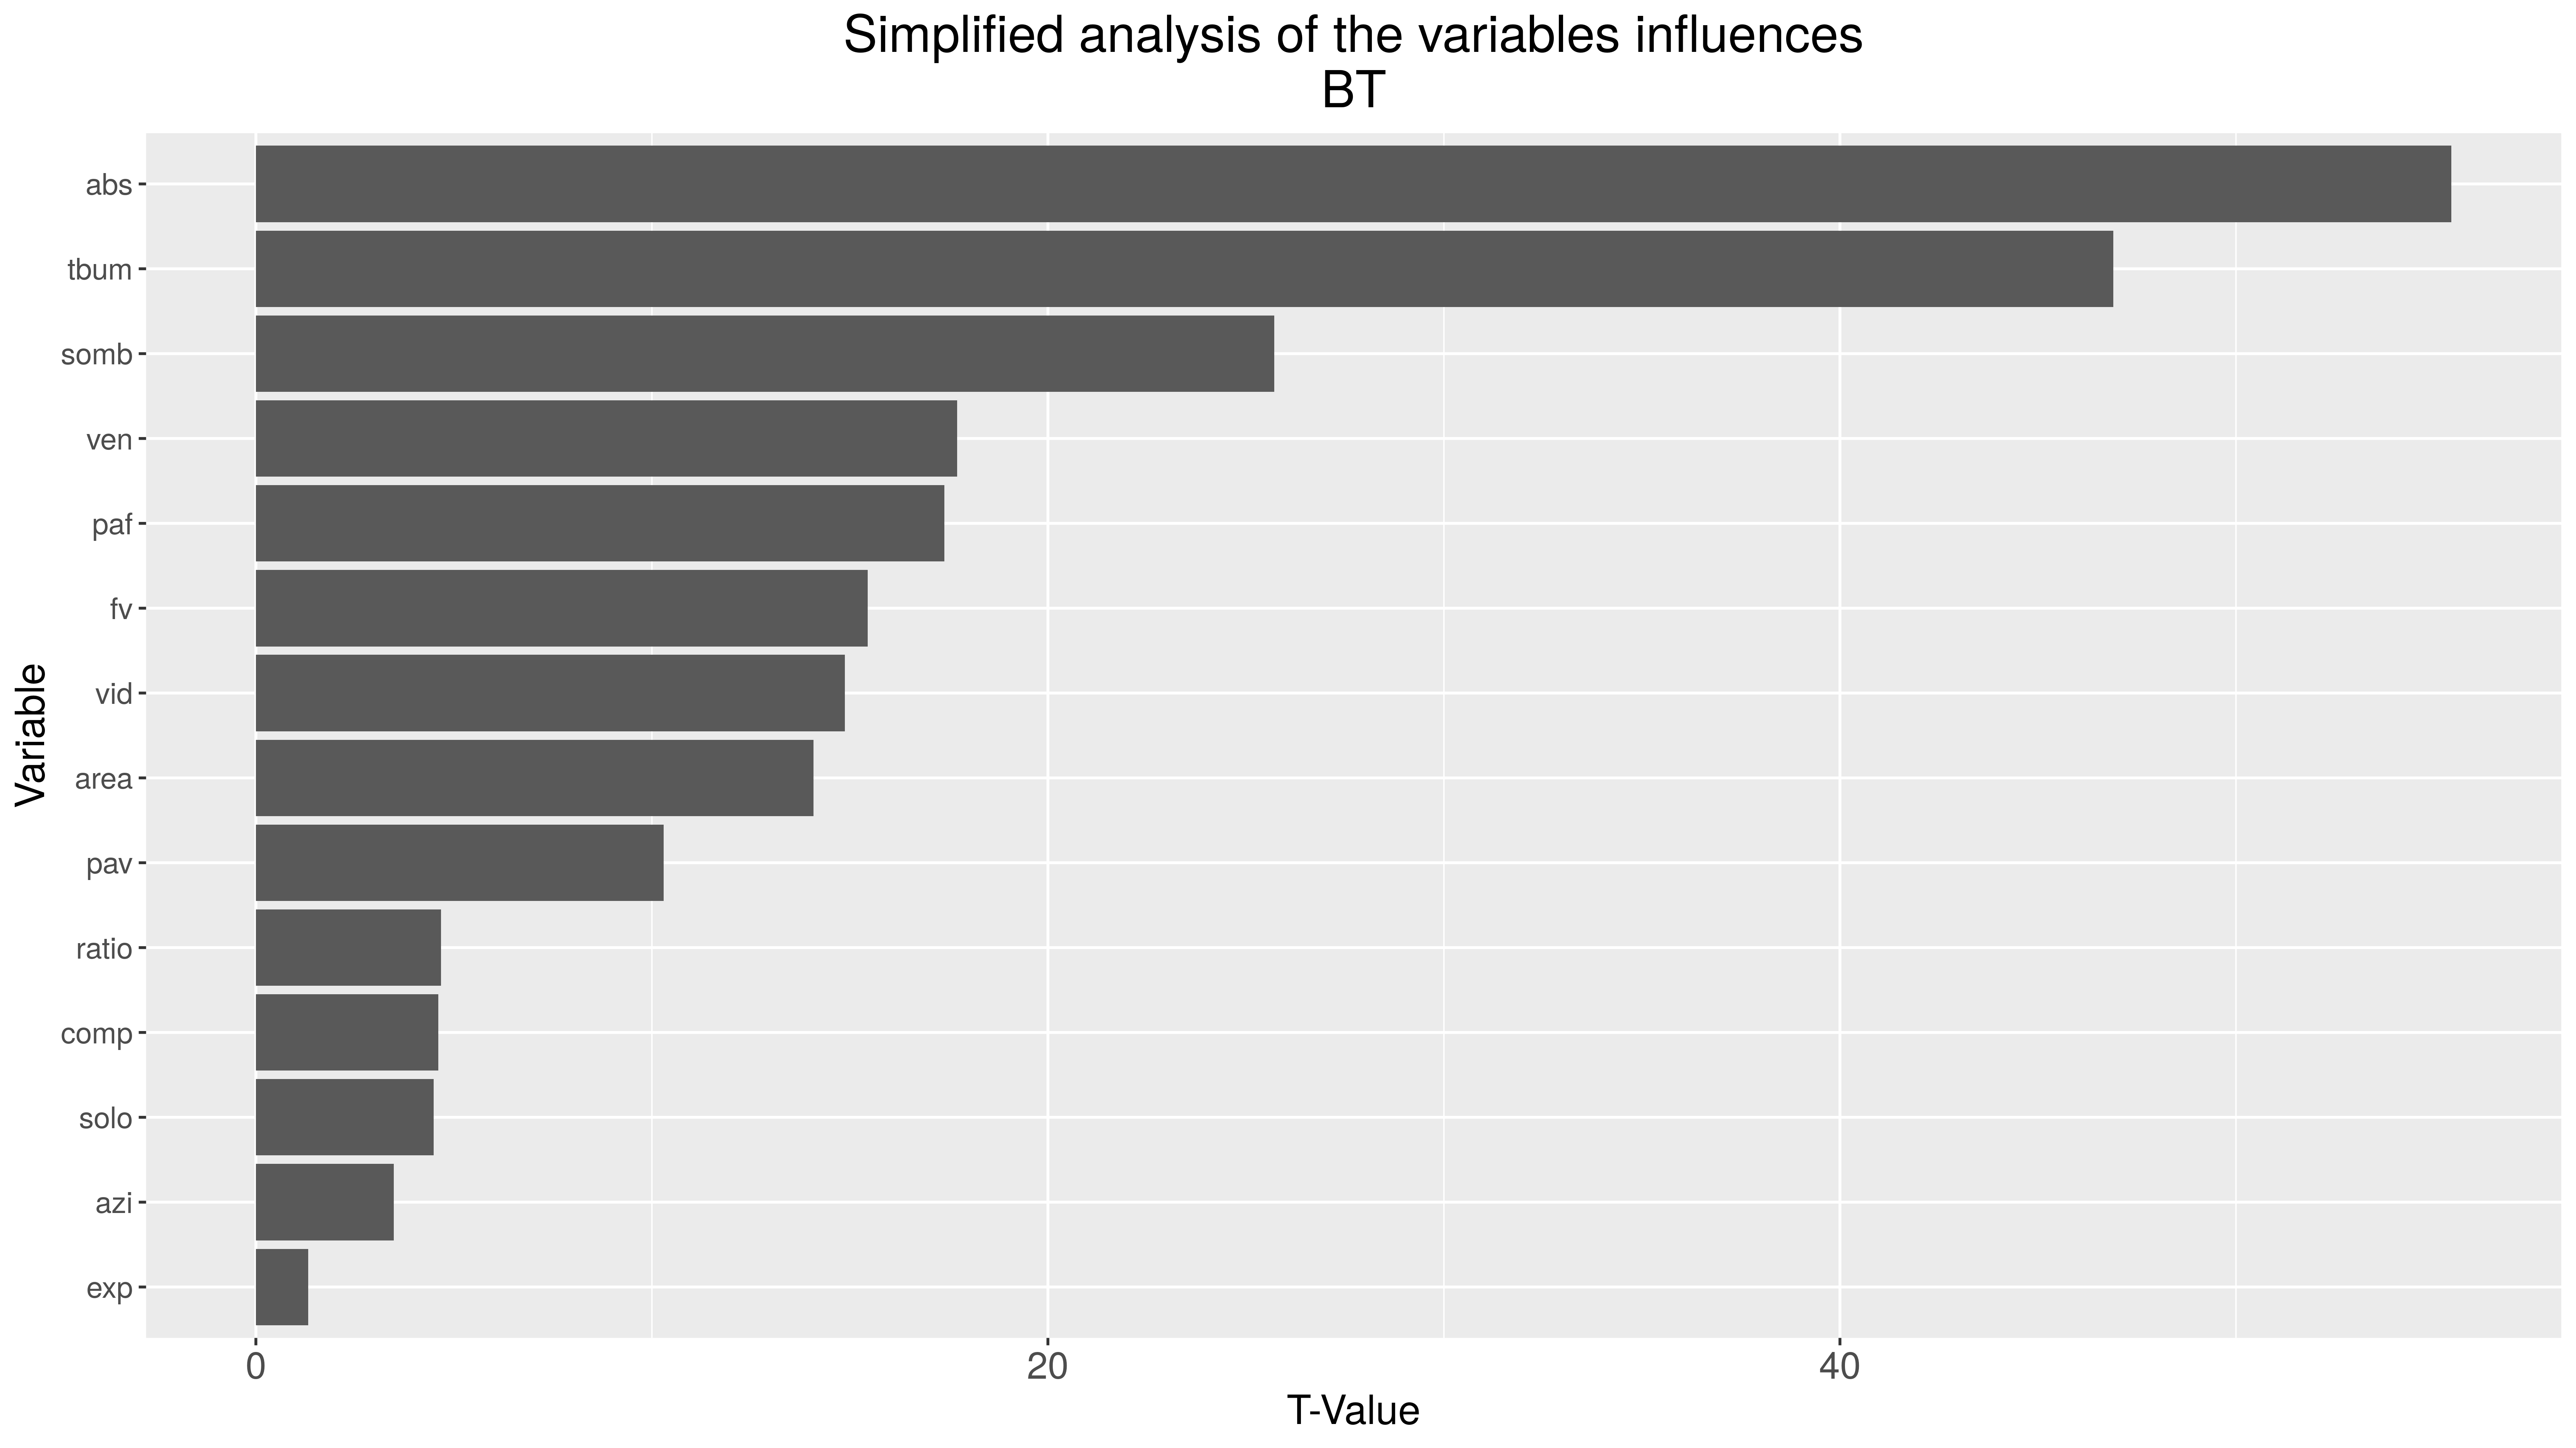 Simplified analysis of the variables influences
BT
abs
tbum
somb
ven
paf
fv
vid
area
pav
ratio
comp
solo
azi
exp
Variable
0 20 40
T-Value